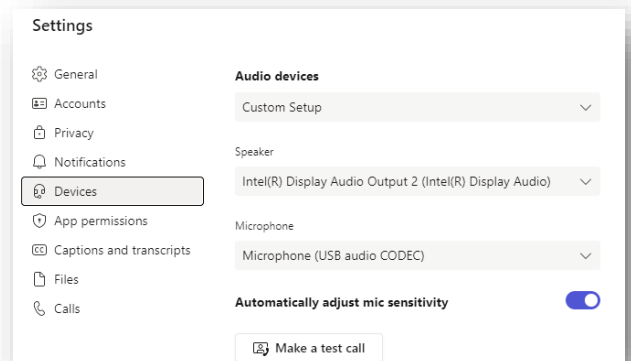 Settings
General
Accounts
Privacy
Notifications
Devices
App permissions
CC Captions and transcripts
Files
Calls
Audio devices
Custom Setup
Speaker
Intel(R) Display Audio Output 2 (Intel(R) Display Audio)
Microphone
Microphone (USB audio CODEC)
Automatically adjust mic sensitivity
Make a test call